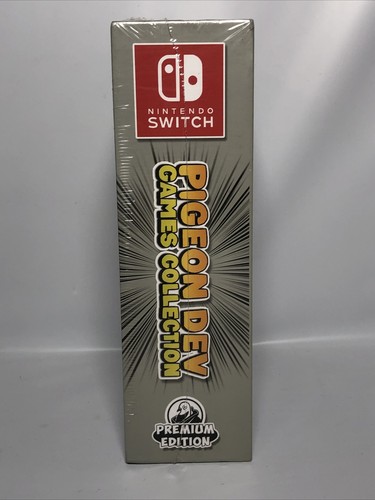 NINTENDO
SWITCH
PIGEON DEV
GAMES COLLECTION
PREMIUM
EDITION